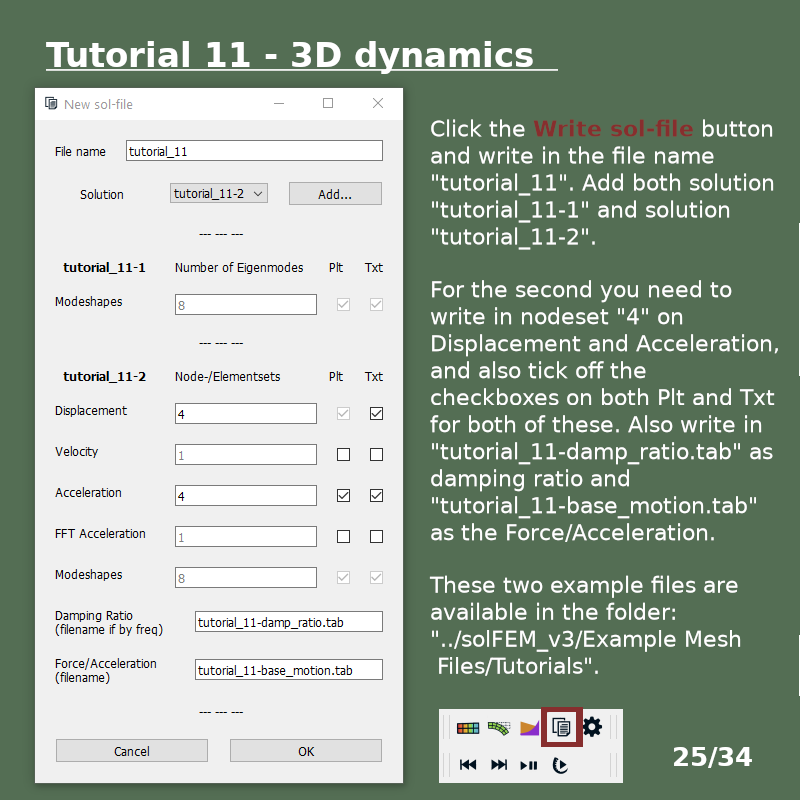 Tutorial 11 - 3D dynamics
New sol-file
File name tutorial_11
Solution tutorial_11-2 Add...
--- --- ---
tutorial_11-1 Number of Eigenmodes Plt Txt
Modeshapes 8
--- --- ---
tutorial_11-2 Node-/Elementsets Plt Txt
Displacement 4
Velocity 1
Acceleration 4
FFT Acceleration 1
Modeshapes 8
Damping Ratio
(filename if by freq) tutorial_11-damp_ratio.tab
Force/Acceleration
(filename) tutorial_11-base_motion.tab
--- --- ---
Cancel OK
Click the Write sol-file button
and write in the file name
"tutorial_11". Add both solution
"tutorial_11-1" and solution
"tutorial_11-2".
For the second you need to
write in nodeset "4" on
Displacement and Acceleration,
and also tick off the
checkboxes on both Plt and Txt
for both of these. Also write in
"tutorial_11-damp_ratio.tab" as
damping ratio and
"tutorial_11-base_motion.tab"
as the Force/Acceleration.
These two example files are
available in the folder:
"../solFEM_v3/Example Mesh
Files/Tutorials".
25/34